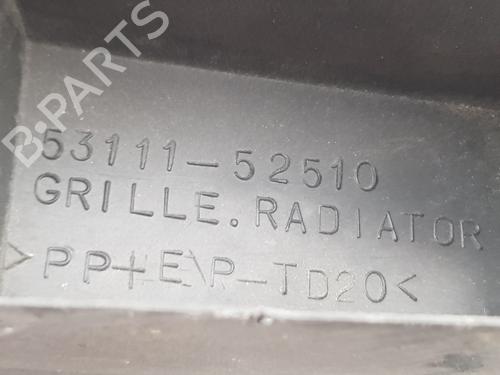 B-PARTS
53111-52510
GRILLE.RADIATOR
>PP+E\P-TD20<